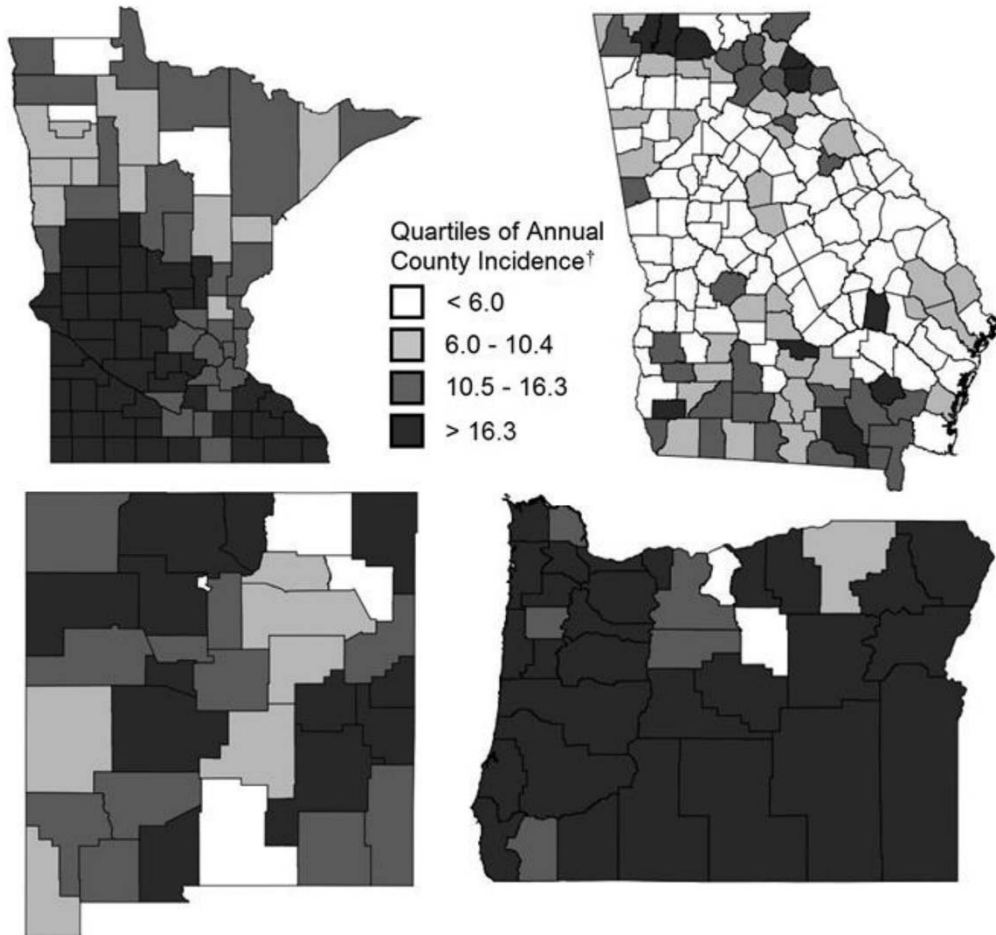 Quartiles of Annual
County Incidence†
< 6.0
6.0 - 10.4
10.5 - 16.3
> 16.3